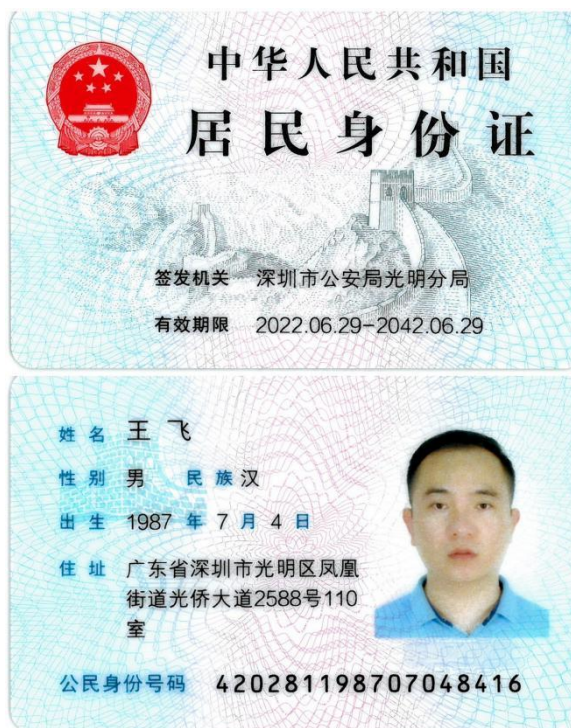 中华人民共和国
居民身份证
签发机关 深圳市公安局光明分局
有效期限 2022.06.29-2042.06.29
姓名 王飞
性别 男 民族 汉
出生 1987 年 7 月 4 日
住址 广东省深圳市光明区凤凰
街道光侨大道2588号110
室
公民身份号码 420281198707048416